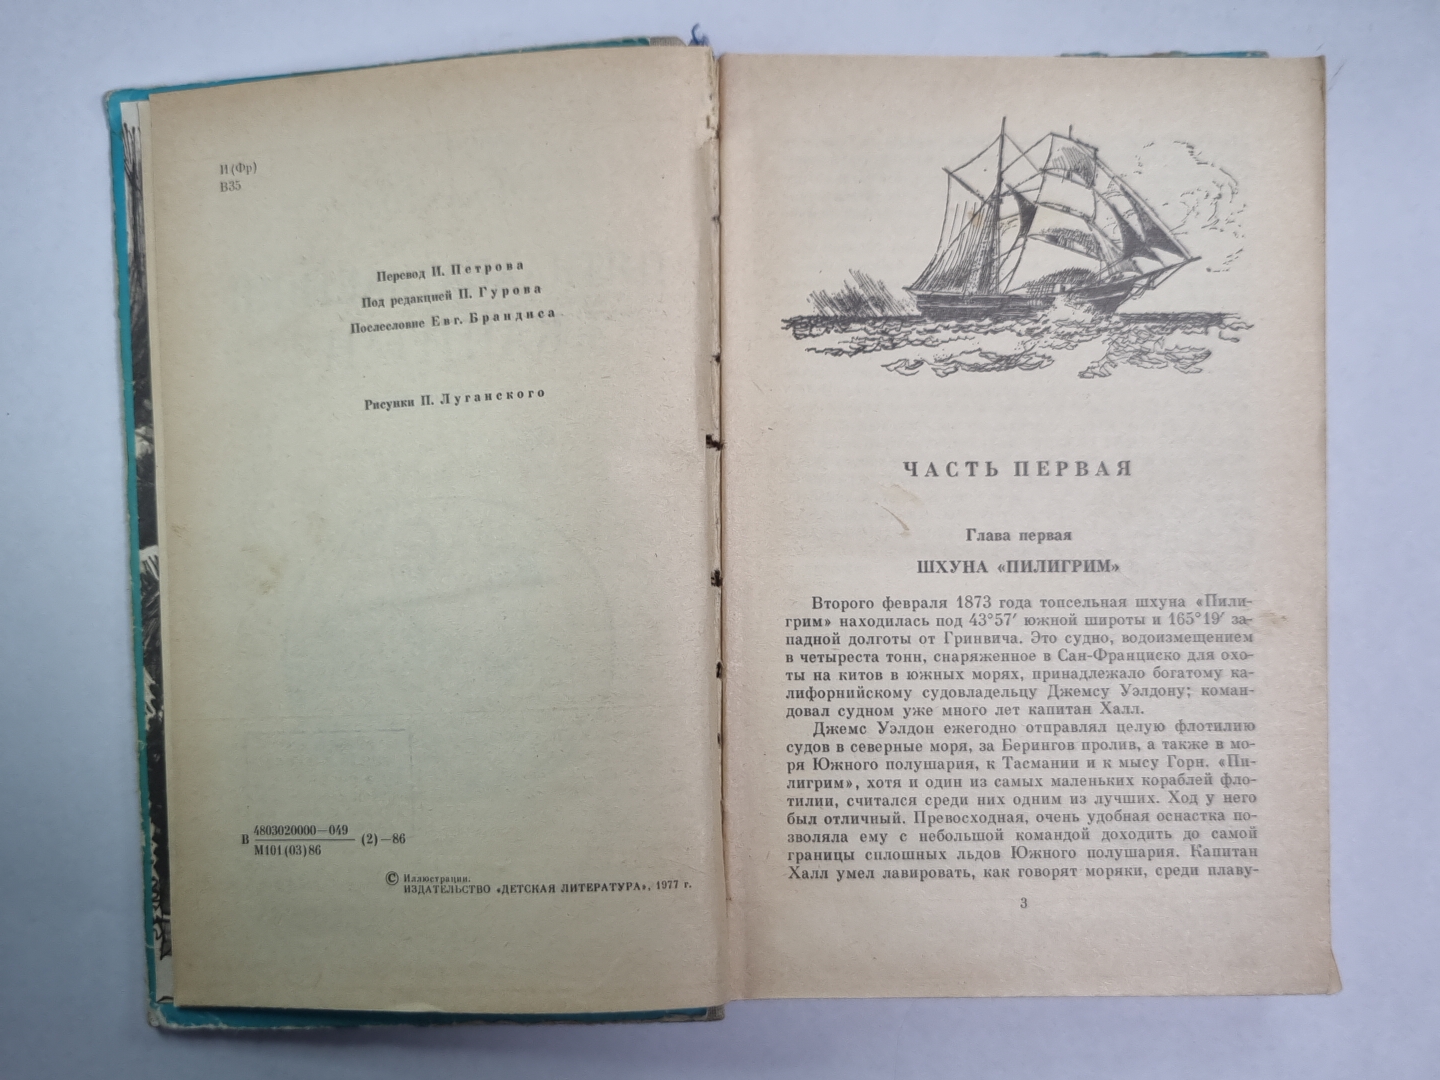 И(Фр)
В35
Перевод И. Петрова
Под редакцией П. Гурова
Послесловие Евг. Брандиса
Рисунки П. Луганского
В 4803020000—049 (2)—86
М101(03)86
© Иллюстрации.
ИЗДАТЕЛЬСТВО «ДЕТСКАЯ ЛИТЕРАТУРА», 1977 г.
ЧАСТЬ ПЕРВАЯ
Глава первая
ШХУНА «ПИЛИГРИМ»
Второго февраля 1873 года топсельная шхуна «Пили-
грим» находилась под 43°57′ южной широты и 165°19′ за-
падной долготы от Гринвича. Это судно, водоизмещением
в четыреста тонн, снаряженное в Сан-Франциско для охо-
ты на китов в южных морях, принадлежало богатому ка-
лифорнийскому судовладельцу Джемсу Уэлдону; коман-
довал судном уже много лет капитан Халл.
Джемс Уэлдон ежегодно отправлял целую флотилию
судов в северные моря, за Берингов пролив, а также в мо-
ря Южного полушария, к Тасмании и к мысу Горн. «Пи-
лигрим», хотя и один из самых маленьких кораблей фло-
тилии, считался среди них одним из лучших. Ход у него
был отличный. Превосходная, очень удобная оснастка по-
зволяла ему с небольшой командой доходить до самой
границы сплошных льдов Южного полушария. Капитан
Халл умел лавировать, как говорят моряки, среди плаву-
3